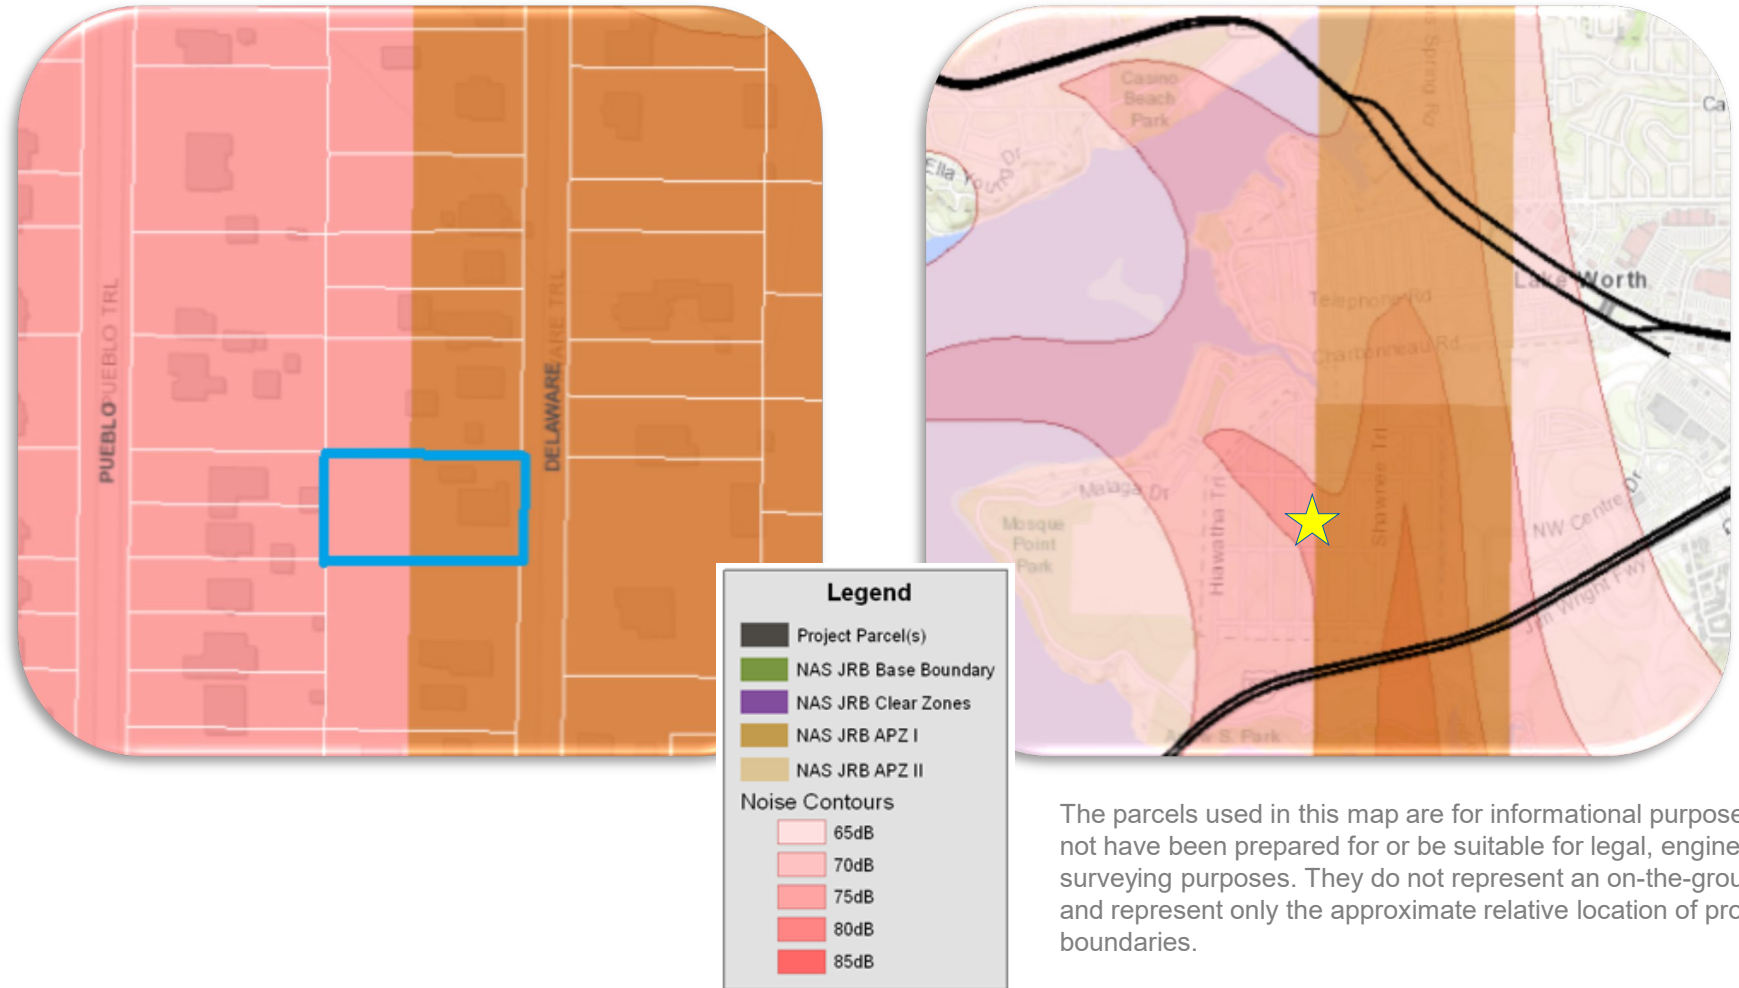 PUEBLO
PUEBLO TRL
DELAWARE
DELAWARE TRL
Casino
Beach
Park
Ella Young Dr
Spring Rd
Ca
Lake Worth
Telephone Rd
Charbonneau Rd
Malaga Dr
Hiawatha Trl
Shawnee Trl
NW Centre Dr
Mosque
Point
Park
Jim Wright Fwy
S. Park
Legend
Project Parcel(s)
NAS JRB Base Boundary
NAS JRB Clear Zones
NAS JRB APZ I
NAS JRB APZ II
Noise Contours
65dB
70dB
75dB
80dB
85dB
The parcels used in this map are for informational purpose
not have been prepared for or be suitable for legal, engine
surveying purposes. They do not represent an on-the-grou
and represent only the approximate relative location of pro
boundaries.